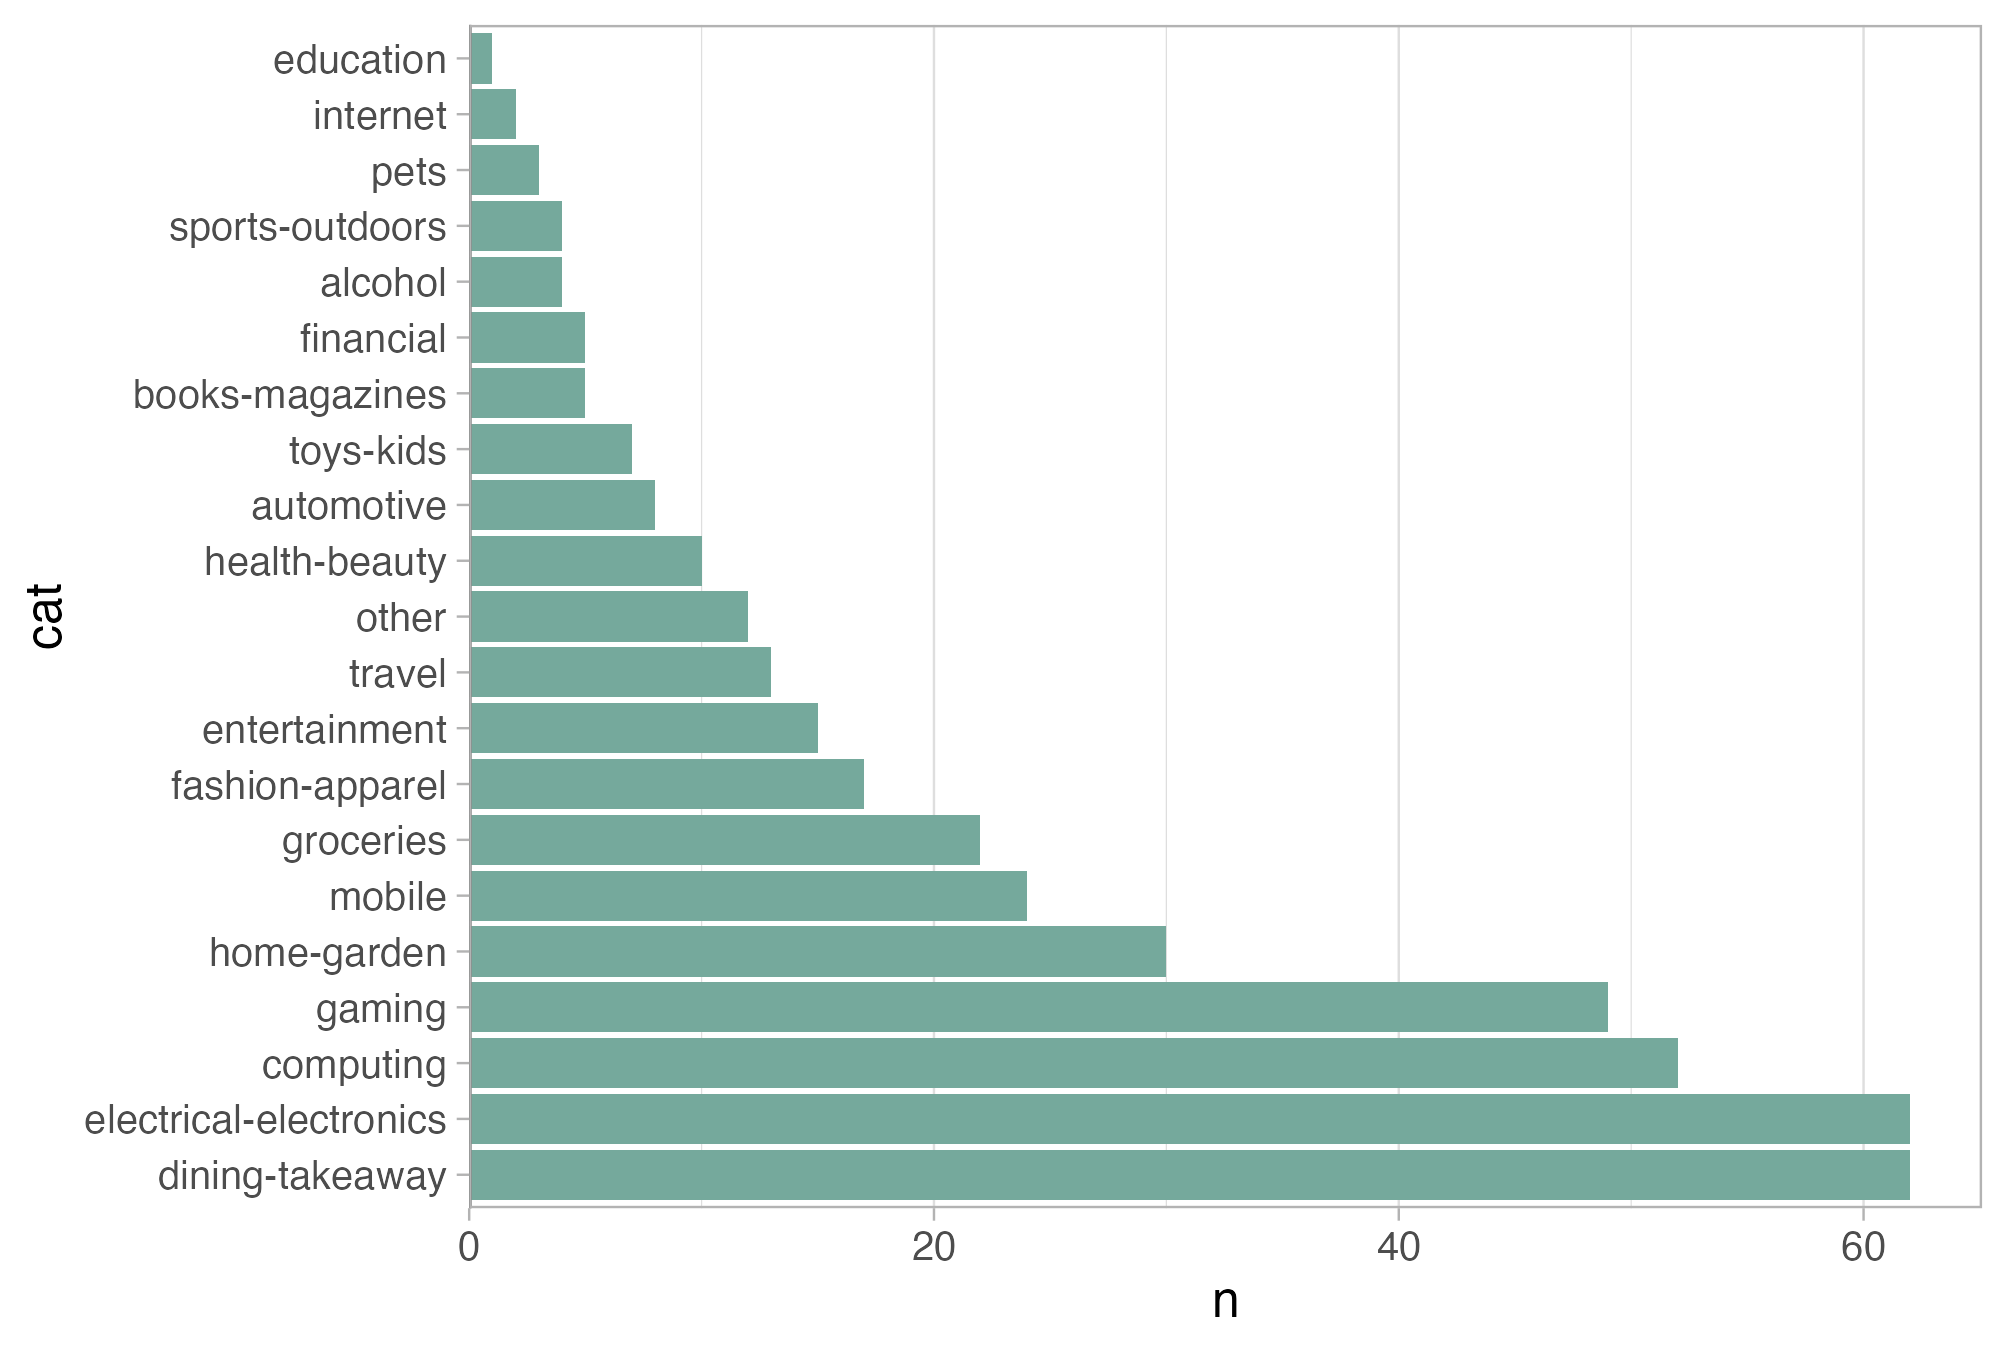 education
internet
pets
sports-outdoors
alcohol
financial
books-magazines
toys-kids
automotive
health-beauty
other
travel
entertainment
fashion-apparel
groceries
mobile
home-garden
gaming
computing
electrical-electronics
dining-takeaway
cat
0 20 40 60
n